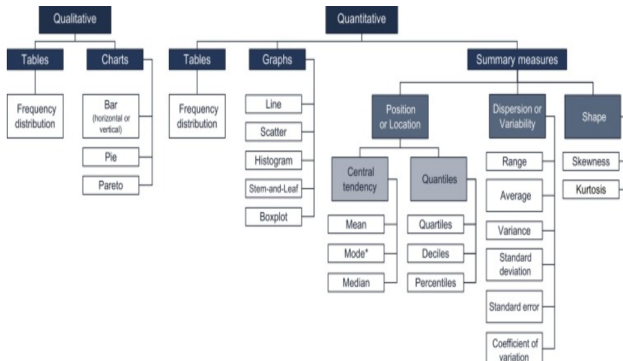 Qualitative
Quantitative
Tables
Charts
Tables
Graphs
Summary measures
Frequency
distribution
Bar
(horizontal or
vertical)
Pie
Pareto
Frequency
distribution
Line
Scatter
Histogram
Stem-and-Leaf
Boxplot
Position
or Location
Central
tendency
Mean
Mode*
Median
Quantiles
Quartiles
Deciles
Percentiles
Dispersion or
Variability
Range
Average
Variance
Standard
deviation
Standard error
Coefficient of
variation
Shape
Skewness
Kurtosis